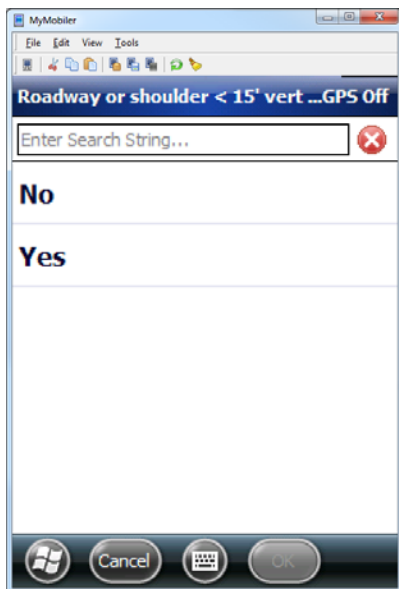 MyMobiler
File Edit View Tools
Roadway or shoulder < 15' vert ...GPS Off
Enter Search String...
No
Yes
Cancel OK